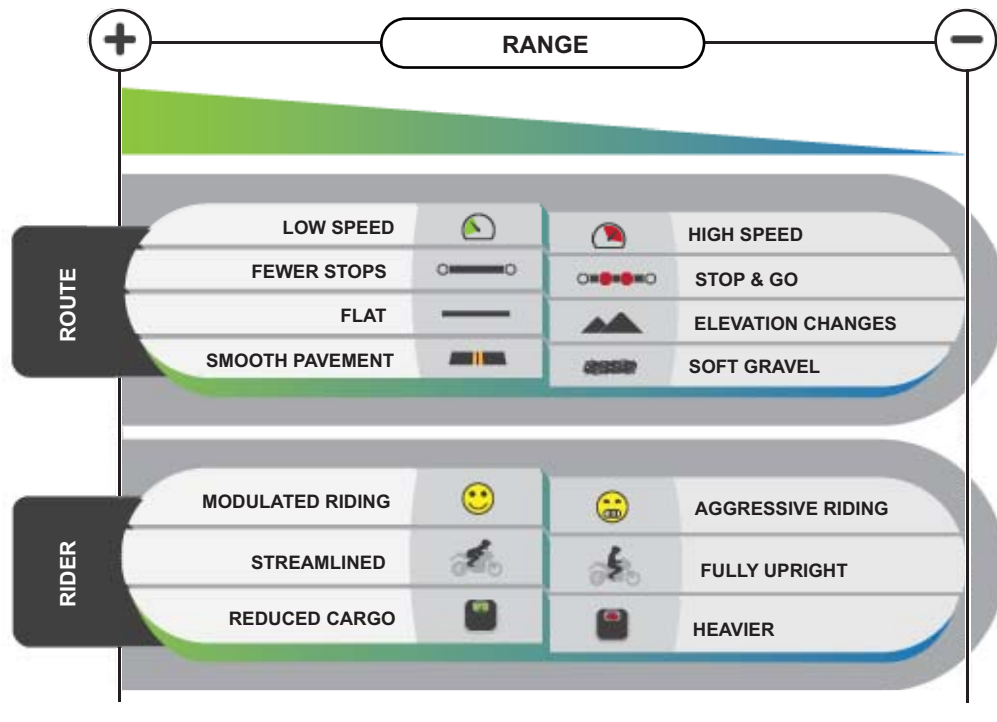 RANGE
ROUTE
LOW SPEED
HIGH SPEED
FEWER STOPS
STOP & GO
FLAT
ELEVATION CHANGES
SMOOTH PAVEMENT
SOFT GRAVEL
RIDER
MODULATED RIDING
AGGRESSIVE RIDING
STREAMLINED
FULLY UPRIGHT
REDUCED CARGO
HEAVIER